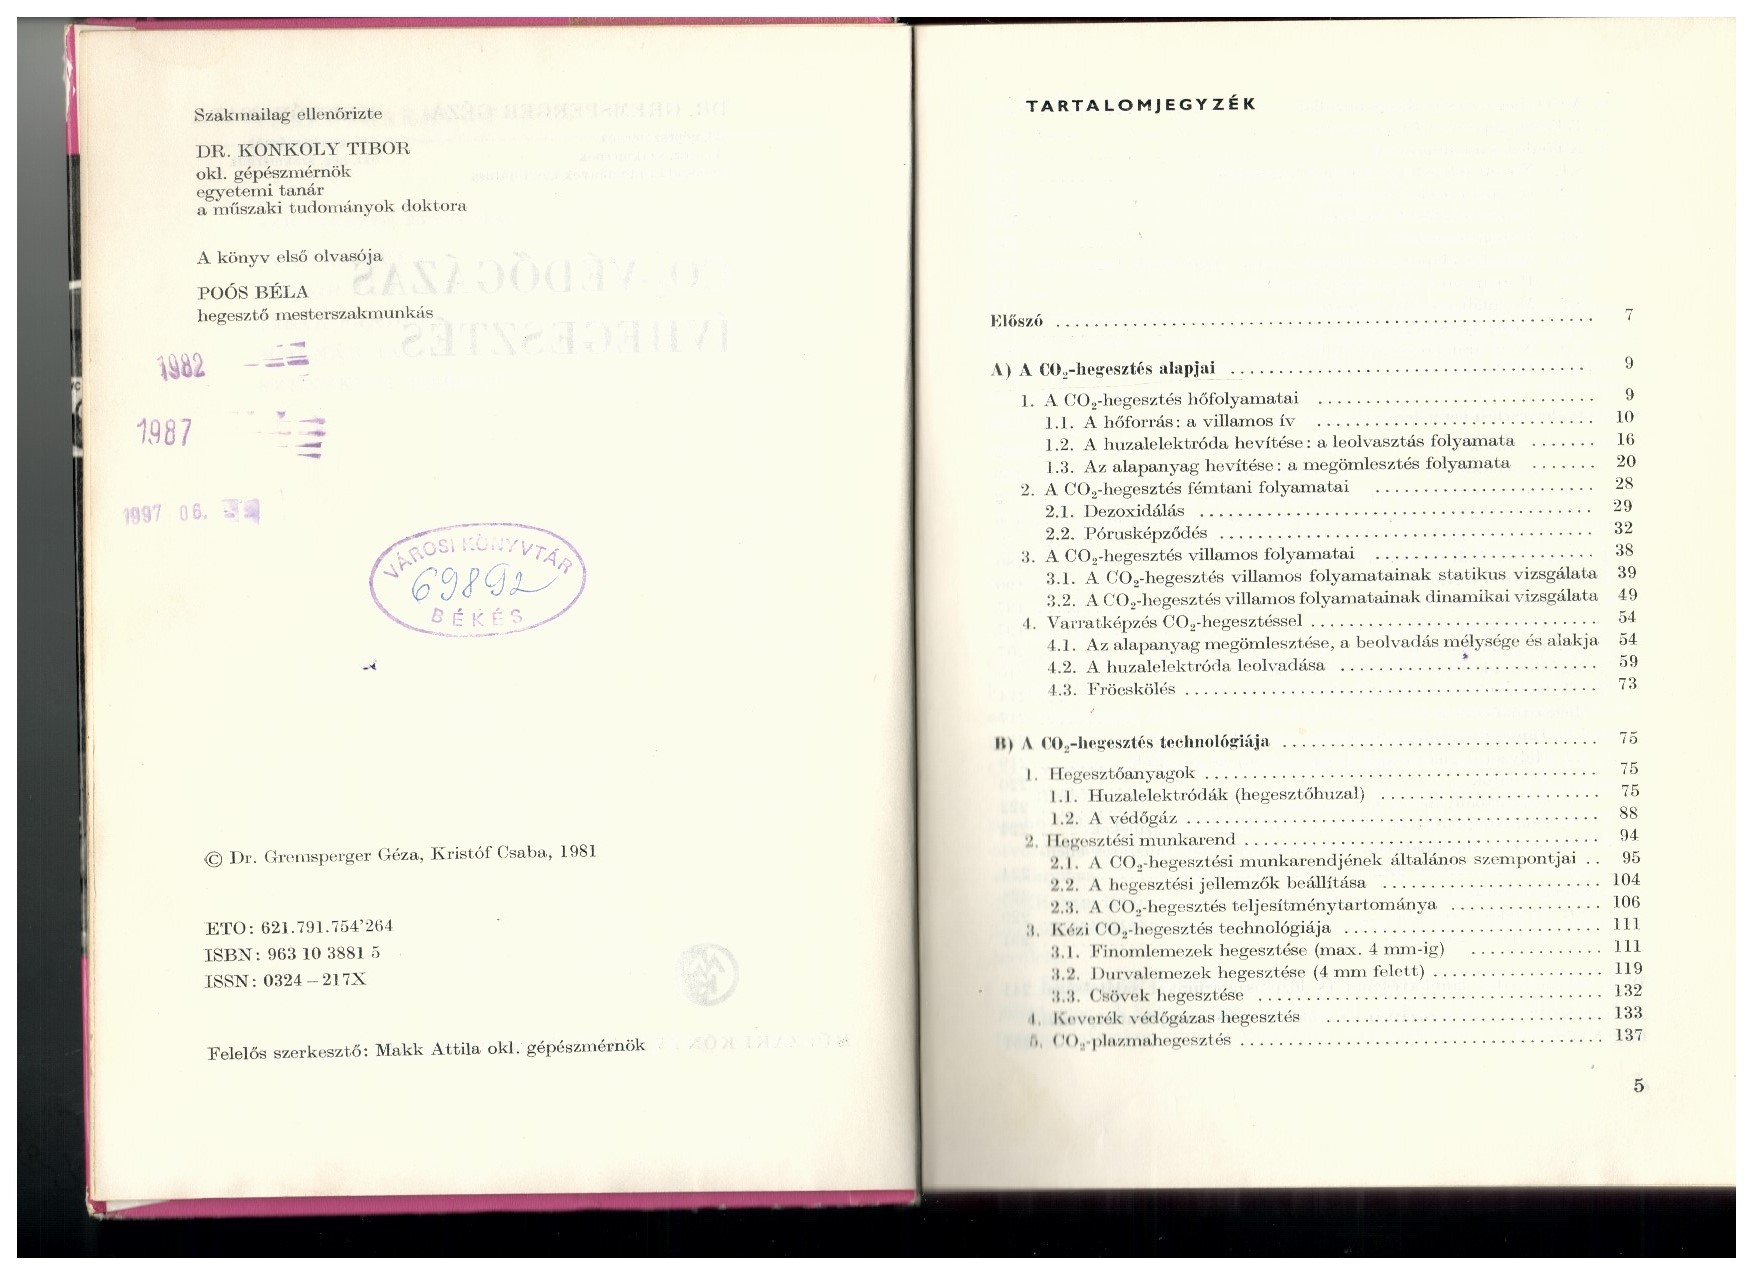 Szakmailag ellenőrizte
DR. KONKOLY TIBOR
okl. gépészmérnök
egyetemi tanár
a műszaki tudományok doktora
A könyv első olvasója
POÓS BÉLA
hegesztő mesterszakmunkás
1982
1987
1997 06.
VÁROSI KÖNYVTÁR
69892
BÉKÉS
© Dr. Gremsperger Géza, Kristóf Csaba, 1981
ETO: 621.791.754’264
ISBN: 963 10 3881 5
ISSN: 0324 – 217X
Felelős szerkesztő: Makk Attila okl. gépészmérnök
TARTALOMJEGYZÉK
Előszó ........ 7
A) A CO₂-hegesztés alapjai ........ 9
1. A CO₂-hegesztés hőfolyamatai ........ 9
1.1. A hőforrás: a villamos ív ........ 10
1.2. A huzalelektróda hevítése: a leolvasztás folyamata ....... 16
1.3. Az alapanyag hevítése: a megömlesztés folyamata ....... 20
2. A CO₂-hegesztés fémtani folyamatai ........ 28
2.1. Dezoxidálás ........ 29
2.2. Pórusképződés ........ 32
3. A CO₂-hegesztés villamos folyamatai ........ 38
3.1. A CO₂-hegesztés villamos folyamatainak statikus vizsgálata 39
3.2. A CO₂-hegesztés villamos folyamatainak dinamikai vizsgálata 49
4. Varratképzés CO₂-hegesztéssel ........ 54
4.1. Az alapanyag megömlesztése, a beolvadás mélysége és alakja 54
4.2. A huzalelektróda leolvadása ........ 59
4.3. Fröcskölés ........ 73
B) A CO₂-hegesztés technológiája ........ 75
1. Hegesztőanyagok ........ 75
1.1. Huzalelektródák (hegesztőhuzal) ........ 75
1.2. A védőgáz ........ 88
2. Hegesztési munkarend ........ 94
2.1. A CO₂-hegesztési munkarendjének általános szempontjai .. 95
2.2. A hegesztési jellemzők beállítása ........ 104
2.3. A CO₂-hegesztés teljesítménytartománya ........ 106
3. Kézi CO₂-hegesztés technológiája ........ 111
3.1. Finomlemezek hegesztése (max. 4 mm-ig) ........ 111
3.2. Durvalemezek hegesztése (4 mm felett) ........ 119
3.3. Csövek hegesztése ........ 132
4. Keverék védőgázas hegesztés ........ 133
5. CO₂-plazmahegesztés ........ 137
5